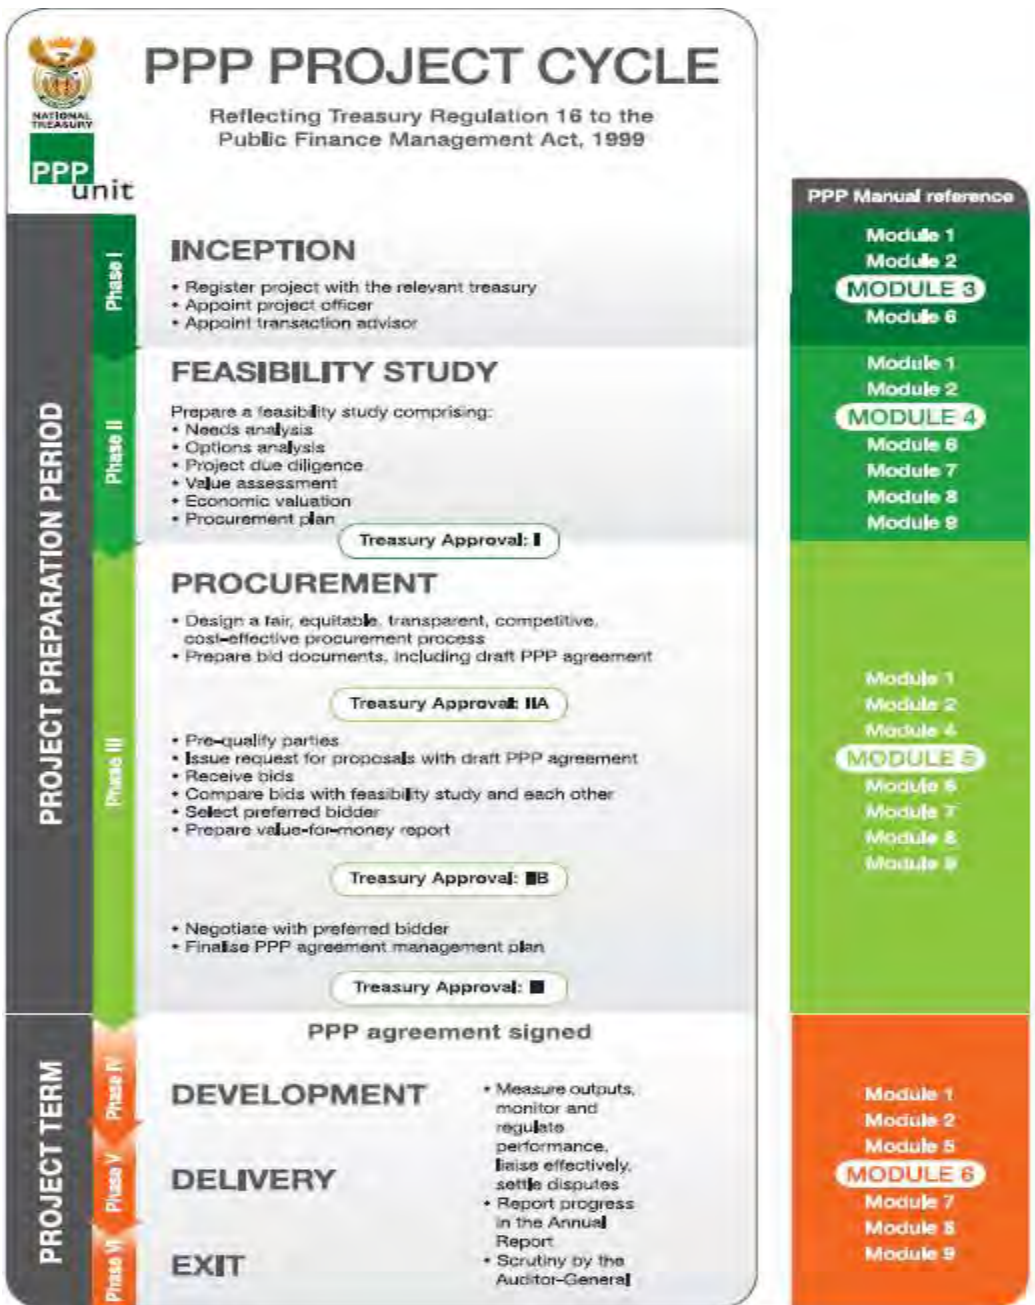 PPP PROJECT CYCLE
Reflecting Treasury Regulation 16 to the
Public Finance Management Act, 1999
NATIONAL
TREASURY
PPP
unit
PROJECT PREPARATION PERIOD
Phase I
INCEPTION
• Register project with the relevant treasury
• Appoint project officer
• Appoint transaction advisor
Phase II
FEASIBILITY STUDY
Prepare a feasibility study comprising:
• Needs analysis
• Options analysis
• Project due diligence
• Value assessment
• Economic valuation
• Procurement plan
Treasury Approval: I
Phase III
PROCUREMENT
• Design a fair, equitable, transparent, competitive,
cost-effective procurement process
• Prepare bid documents, including draft PPP agreement
Treasury Approval: IIA
• Pre-qualify parties
• Issue request for proposals with draft PPP agreement
• Receive bids
• Compare bids with feasibility study and each other
• Select preferred bidder
• Prepare value-for-money report
Treasury Approval: IIB
• Negotiate with preferred bidder
• Finalise PPP agreement management plan
Treasury Approval:
PROJECT TERM
PPP agreement signed
Phase IV
DEVELOPMENT
Phase V
DELIVERY
Phase VI
EXIT
• Measure outputs,
monitor and
regulate
performance,
liaise effectively,
settle disputes
• Report progress
in the Annual
Report
• Scrutiny by the
Auditor-General
PPP Manual reference
Module 1
Module 2
MODULE 3
Module 6
Module 1
Module 2
MODULE 4
Module 6
Module 7
Module 8
Module 9
Module 1
Module 2
Module 4
MODULE 5
Module 6
Module 7
Module 8
Module 9
Module 1
Module 2
Module 5
MODULE 6
Module 7
Module 8
Module 9